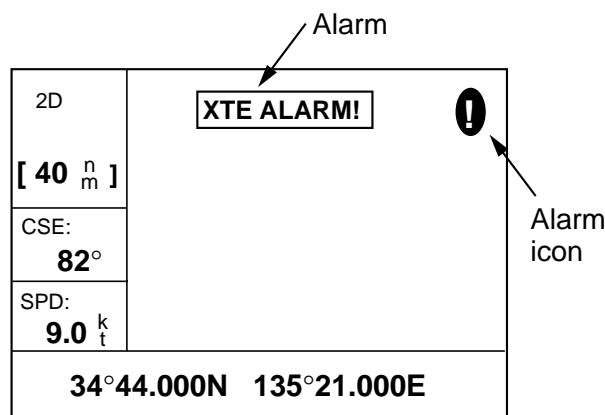 Alarm
2D
XTE ALARM!
!
[ 40 nm ]
Alarm
icon
CSE:
82°
SPD:
9.0 kt
34°44.000N 135°21.000E